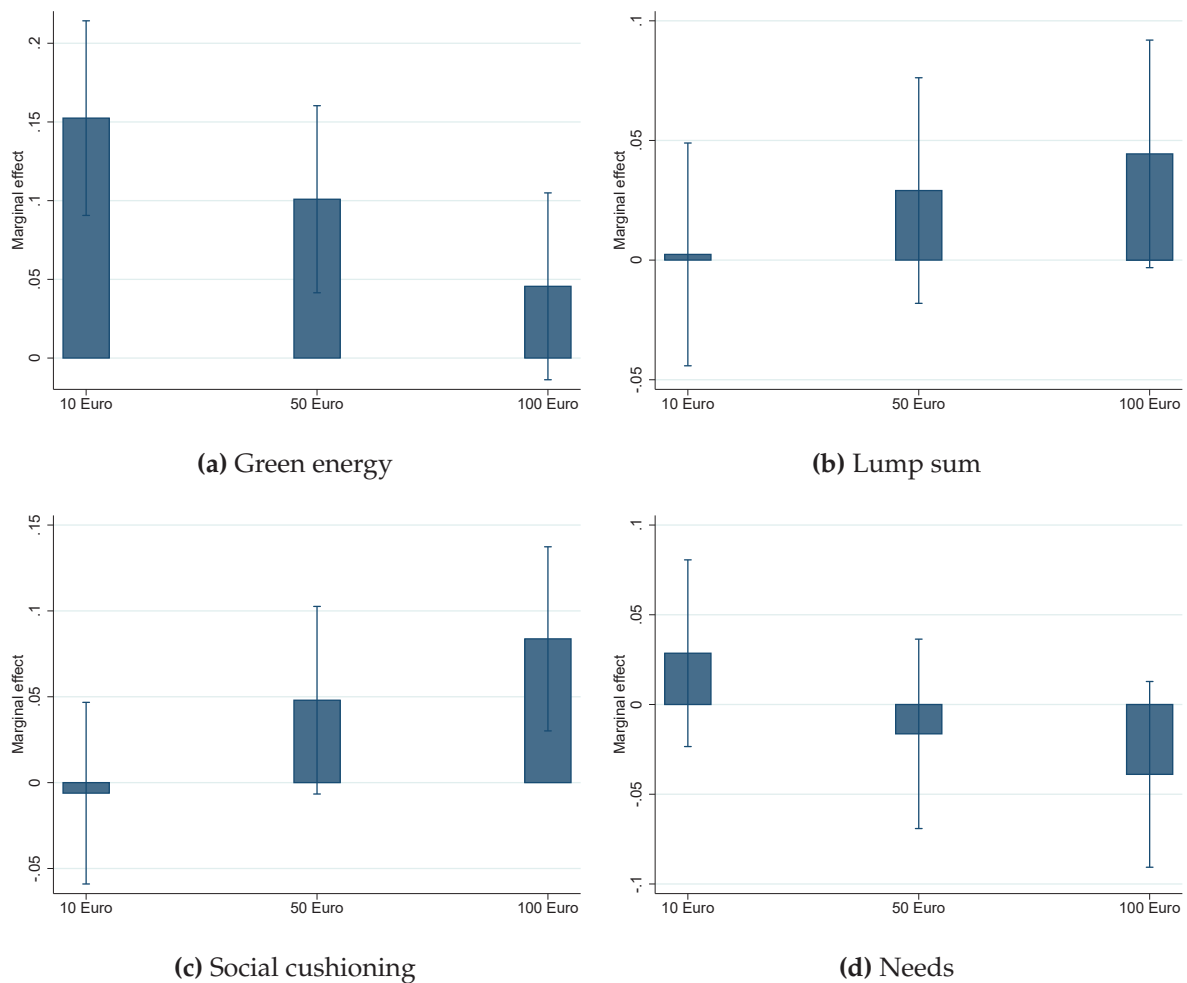 Marginal effect
.2
.15
.1
.05
0
10 Euro 50 Euro 100 Euro
(a) Green energy
Marginal effect
.1
.05
0
-.05
10 Euro 50 Euro 100 Euro
(b) Lump sum
Marginal effect
.15
.1
.05
0
-.05
10 Euro 50 Euro 100 Euro
(c) Social cushioning
Marginal effect
.1
.05
0
-.05
-.1
10 Euro 50 Euro 100 Euro
(d) Needs